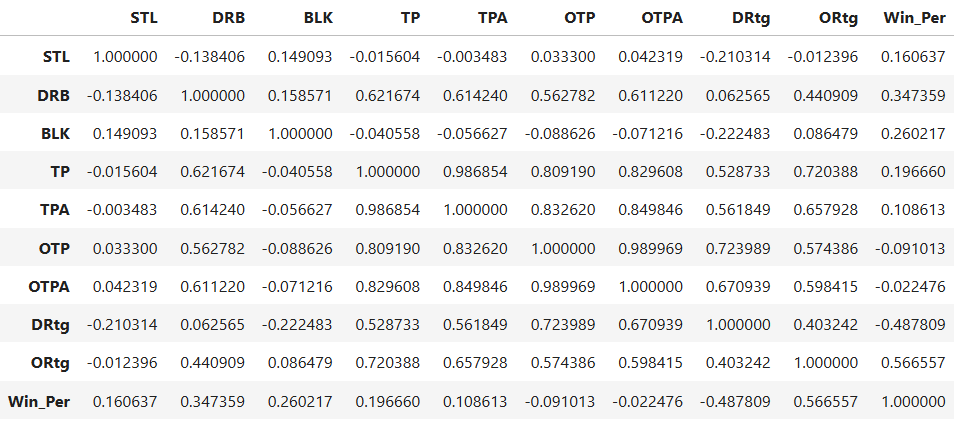 STL DRB BLK TP TPA OTP OTPA DRtg ORtg Win_Per
STL 1.000000 -0.138406 0.149093 -0.015604 -0.003483 0.033300 0.042319 -0.210314 -0.012396 0.160637
DRB -0.138406 1.000000 0.158571 0.621674 0.614240 0.562782 0.611220 0.062565 0.440909 0.347359
BLK 0.149093 0.158571 1.000000 -0.040558 -0.056627 -0.088626 -0.071216 -0.222483 0.086479 0.260217
TP -0.015604 0.621674 -0.040558 1.000000 0.986854 0.809190 0.829608 0.528733 0.720388 0.196660
TPA -0.003483 0.614240 -0.056627 0.986854 1.000000 0.832620 0.849846 0.561849 0.657928 0.108613
OTP 0.033300 0.562782 -0.088626 0.809190 0.832620 1.000000 0.989969 0.723989 0.574386 -0.091013
OTPA 0.042319 0.611220 -0.071216 0.829608 0.849846 0.989969 1.000000 0.670939 0.598415 -0.022476
DRtg -0.210314 0.062565 -0.222483 0.528733 0.561849 0.723989 0.670939 1.000000 0.403242 -0.487809
ORtg -0.012396 0.440909 0.086479 0.720388 0.657928 0.574386 0.598415 0.403242 1.000000 0.566557
Win_Per 0.160637 0.347359 0.260217 0.196660 0.108613 -0.091013 -0.022476 -0.487809 0.566557 1.000000